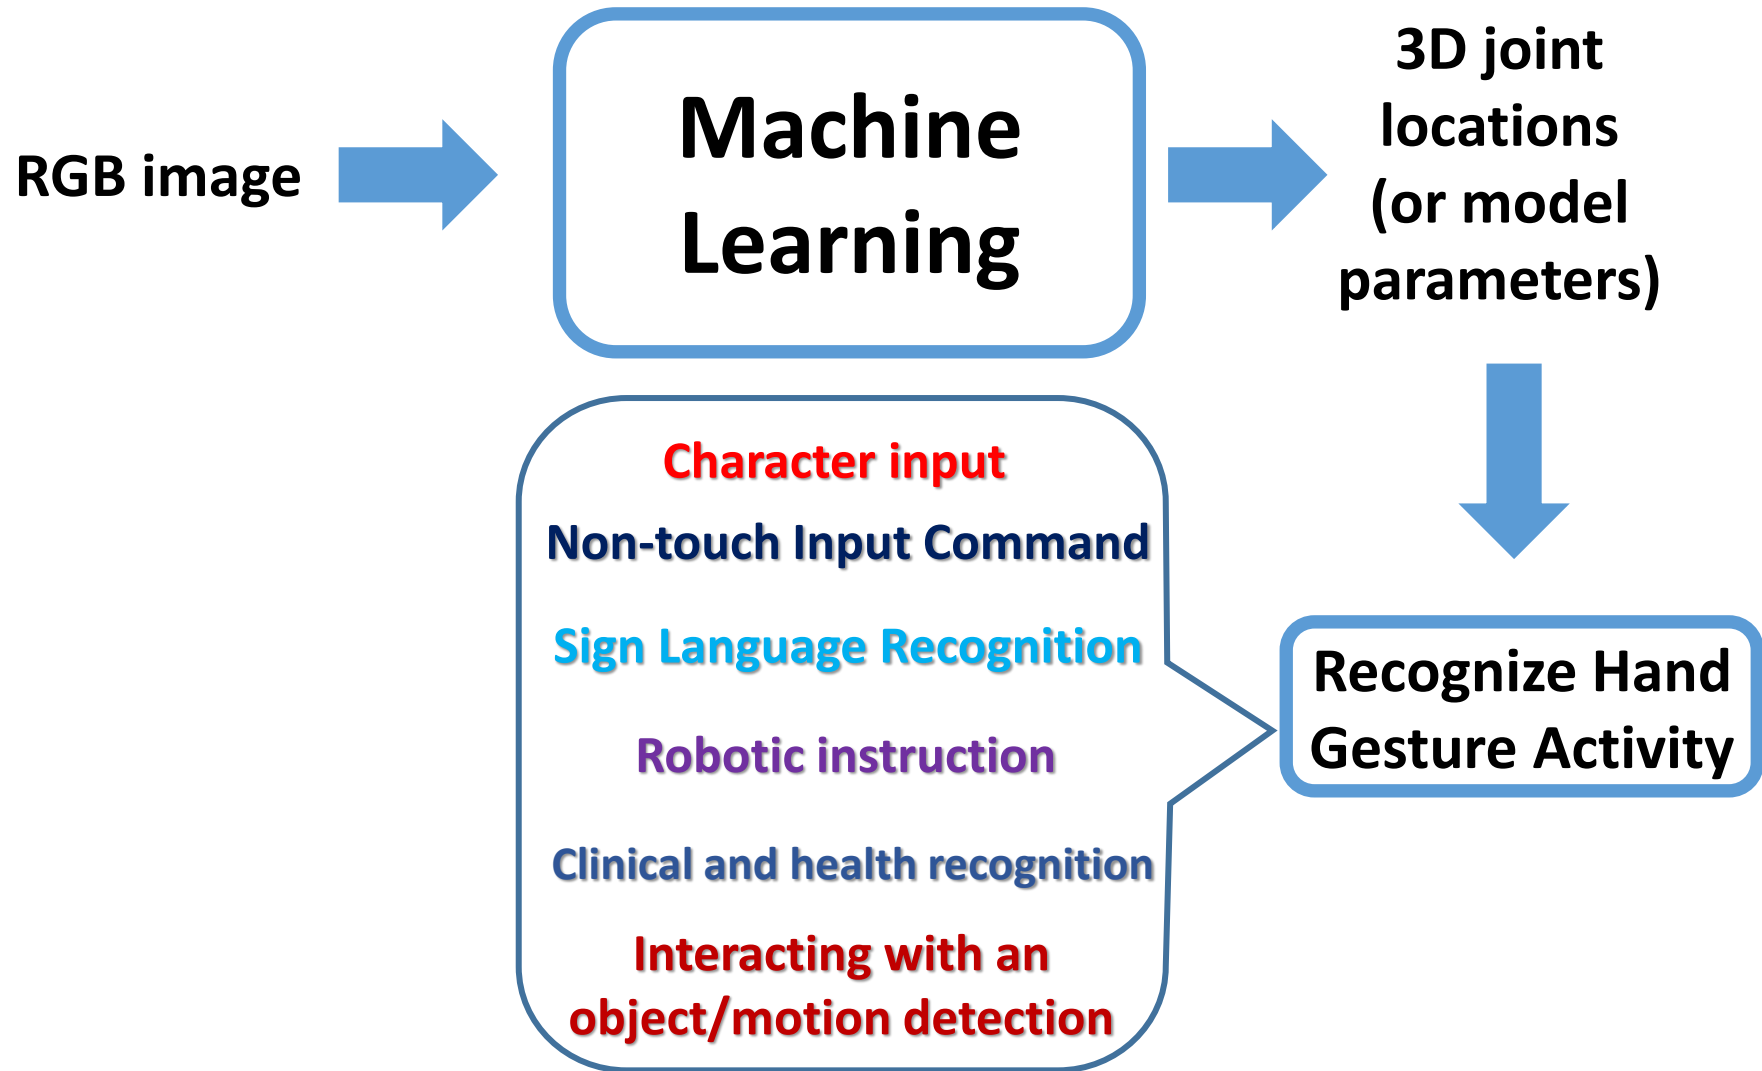 RGB image
Machine
Learning
3D joint
locations
(or model
parameters)
Character input
Non-touch Input Command
Sign Language Recognition
Robotic instruction
Clinical and health recognition
Interacting with an
object/motion detection
Recognize Hand
Gesture Activity